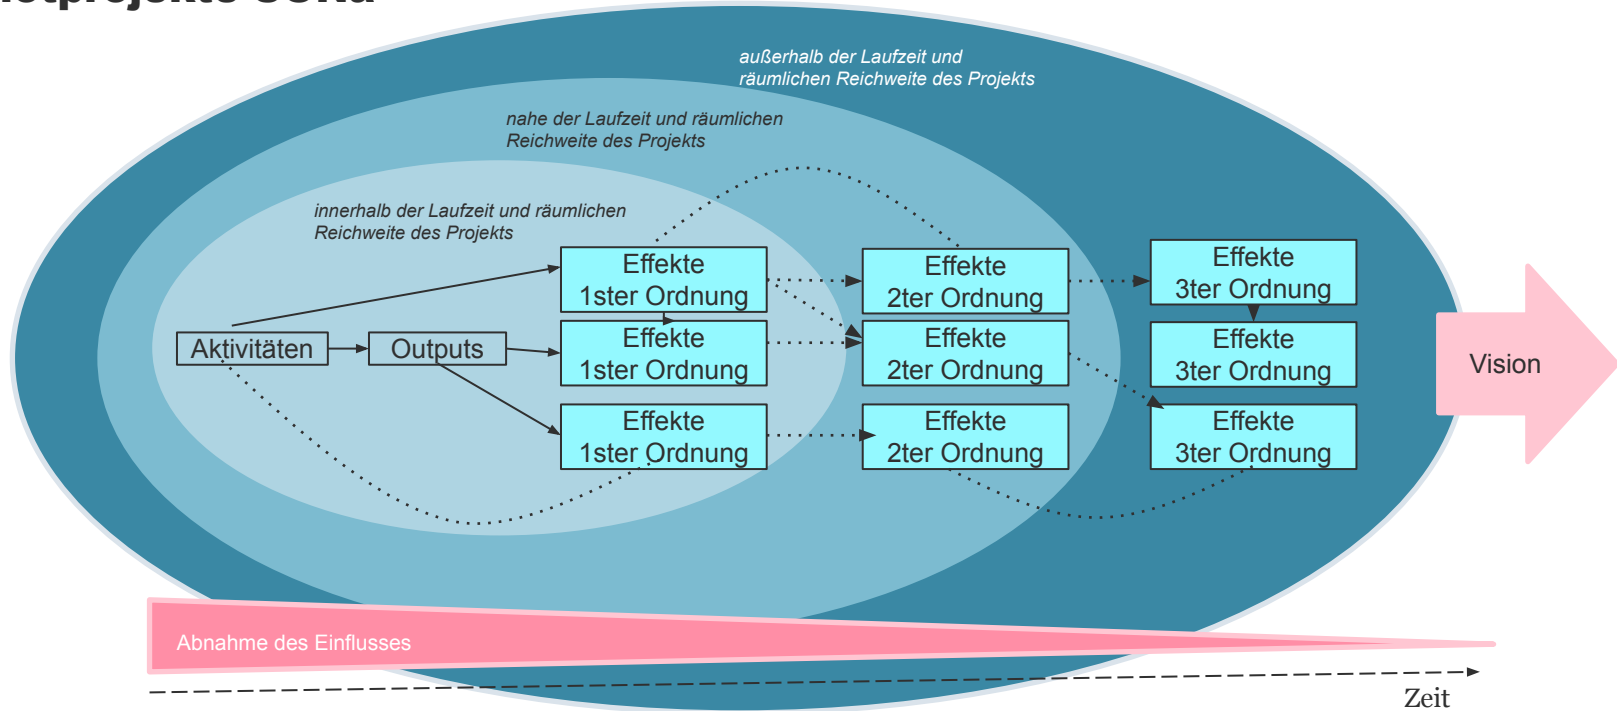 außerhalb der Laufzeit und
räumlichen Reichweite des Projekts
nahe der Laufzeit und räumlichen
Reichweite des Projekts
innerhalb der Laufzeit und räumlichen
Reichweite des Projekts
Effekte
1ster Ordnung
Effekte
2ter Ordnung
Effekte
3ter Ordnung
Aktivitäten
Outputs
Effekte
1ster Ordnung
Effekte
2ter Ordnung
Effekte
3ter Ordnung
Vision
Effekte
1ster Ordnung
Effekte
2ter Ordnung
Effekte
3ter Ordnung
Abnahme des Einflusses
Zeit